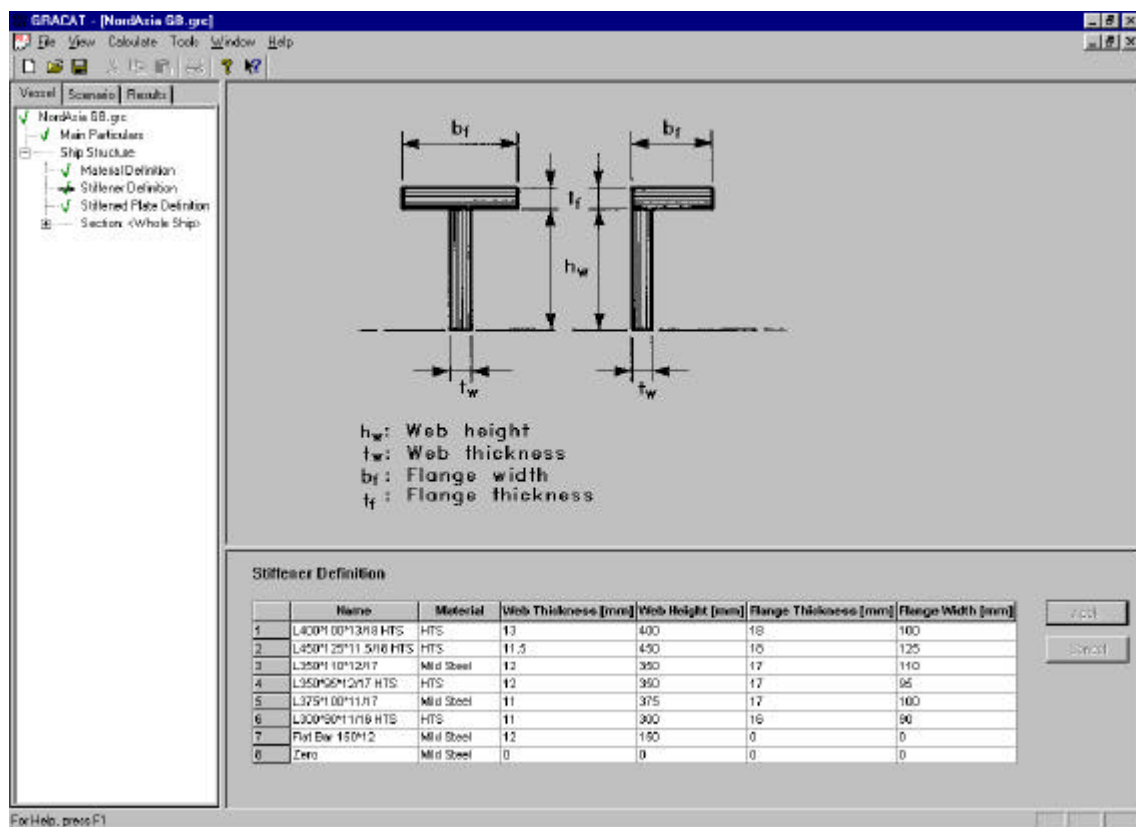 GRACAT - [NordAsia GB.grc]
File View Calculate Tools Window Help
Vessel Scenario Results
NordAsia GB.grc
Main Particulars
Ship Structure
Material Definition
Stiffener Definition
Stiffened Plate Definition
Section: <Whole Ship>
bf bf
tf
hw
tw tw
hw: Web height
tw: Web thickness
bf: Flange width
tf: Flange thickness
Stiffener Definition
Name Material Web Thickness [mm] Web Height [mm] Flange Thickness [mm] Flange Width [mm]
1 L400*100*13/18 HTS HTS 13 400 18 100
2 L450*125*11.5/18 HTS HTS 11.5 450 18 125
3 L350*110*12/17 Mild Steel 12 350 17 110
4 L350*95*12/17 HTS HTS 12 350 17 95
5 L375*100*11/17 Mild Steel 11 375 17 100
6 L300*90*11/16 HTS HTS 11 300 16 90
7 Flat Bar 150*12 Mild Steel 12 150 0 0
8 Zero Mild Steel 0 0 0 0
Cancel
For Help, press F1